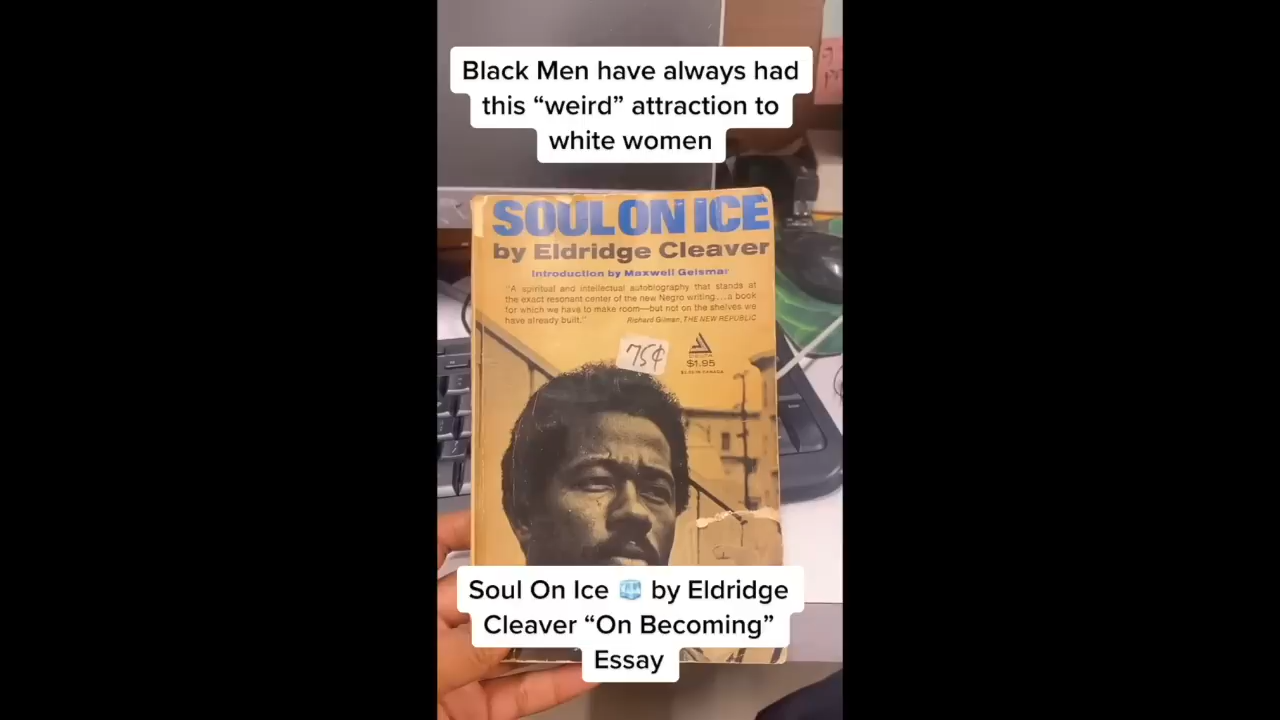 Black Men have always had
this “weird” attraction to
white women
SOUL ON ICE
by Eldridge Cleaver
Introduction by Maxwell Geismar
"A spiritual and intellectual autobiography that stands at
the exact resonant center of the new Negro writing...a book
for which we have to make room—but not on the shelves we
have already built."
Richard Gilman, THE NEW REPUBLIC
75¢
DELTA
$1.95
Soul On Ice 🧊 by Eldridge
Cleaver “On Becoming”
Essay